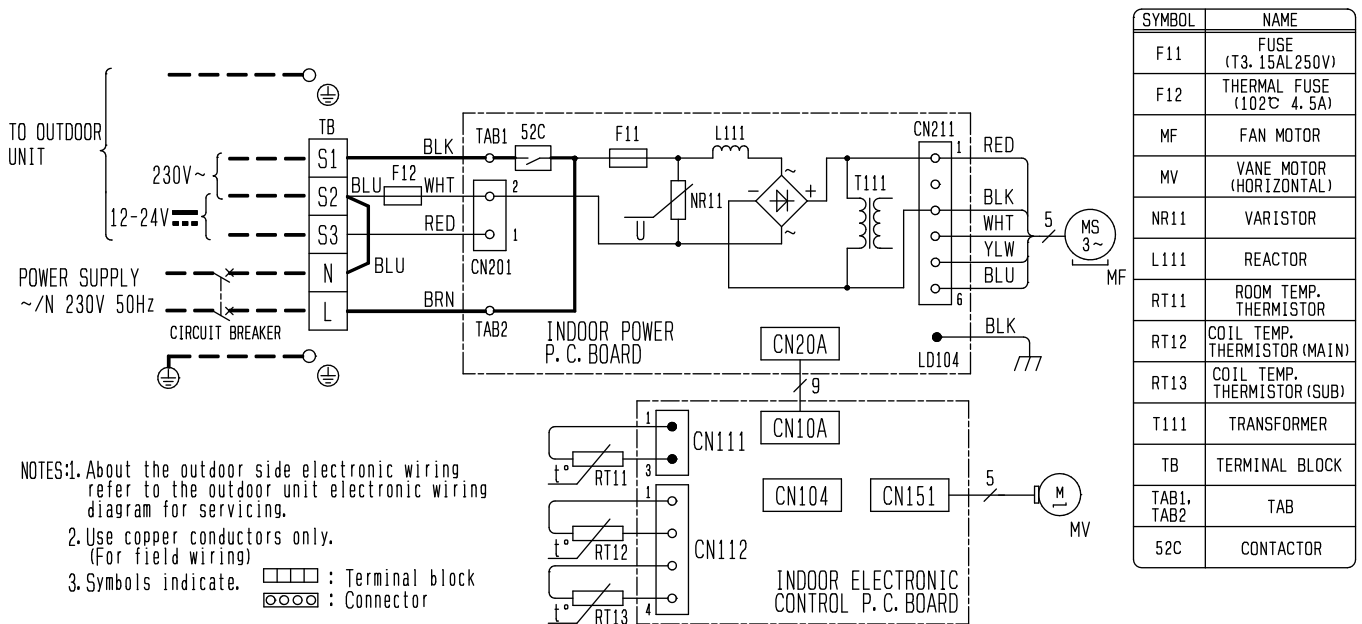 TO OUTDOOR
UNIT
230V~
12-24V
POWER SUPPLY
~/N 230V 50Hz
CIRCUIT BREAKER
TB
S1
S2
S3
N
L
BLK
BLU
F12
WHT
RED
BLU
BRN
TAB1
52C
2
1
CN201
TAB2
F11
L111
NR11
U
~
−
+
~
T111
CN211
1
6
RED
BLK
WHT
YLW
BLU
5
MS
3~
MF
INDOOR POWER
P.C.BOARD
BLK
LD104
CN20A
9
CN10A
1
3
CN111
t°
RT11
1
4
CN112
t°
RT12
t°
RT13
CN104
CN151
5
M
MV
INDOOR ELECTRONIC
CONTROL P.C.BOARD
NOTES:1. About the outdoor side electronic wiring
refer to the outdoor unit electronic wiring
diagram for servicing.
2. Use copper conductors only.
(For field wiring)
3. Symbols indicate.
: Terminal block
: Connector
SYMBOL NAME
F11 FUSE
(T3.15AL250V)
F12 THERMAL FUSE
(102℃ 4.5A)
MF FAN MOTOR
MV VANE MOTOR
(HORIZONTAL)
NR11 VARISTOR
L111 REACTOR
RT11 ROOM TEMP.
THERMISTOR
RT12 COIL TEMP.
THERMISTOR(MAIN)
RT13 COIL TEMP.
THERMISTOR(SUB)
T111 TRANSFORMER
TB TERMINAL BLOCK
TAB1,
TAB2 TAB
52C CONTACTOR